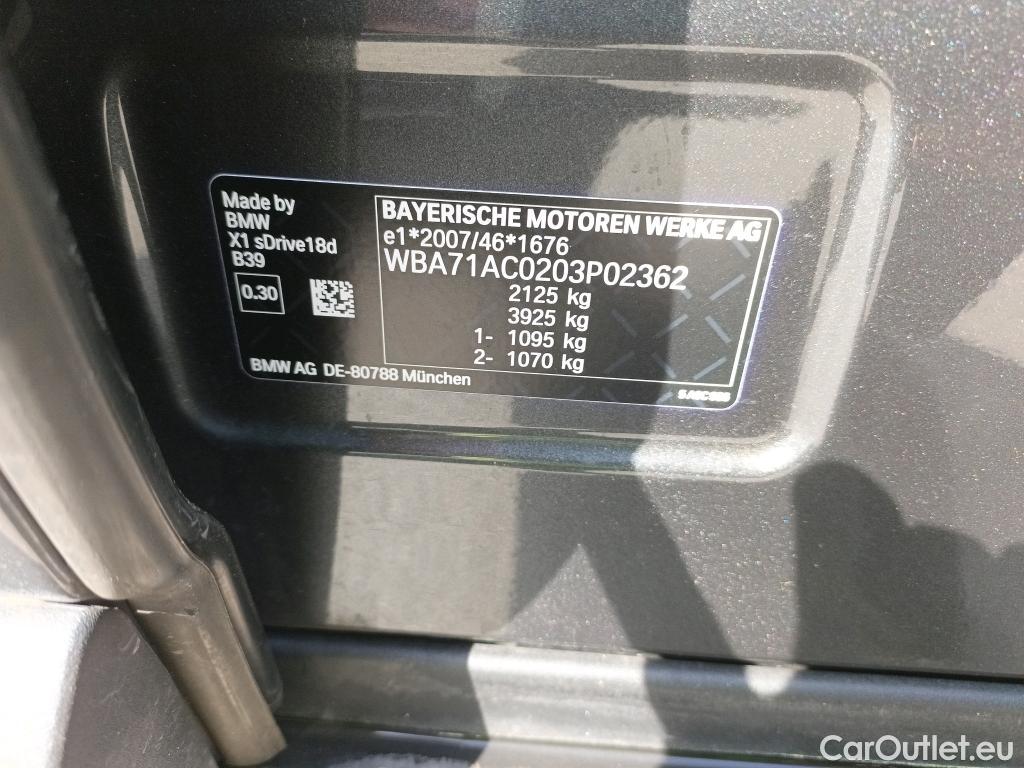 Made by
BMW
X1 sDrive18d
B39
0.30
BAYERISCHE MOTOREN WERKE AG
e1*2007/46*1676
WBA71AC0203P02362
2125 kg
3925 kg
1- 1095 kg
2- 1070 kg
BMW AG DE-80788 München
CarOutlet.eu